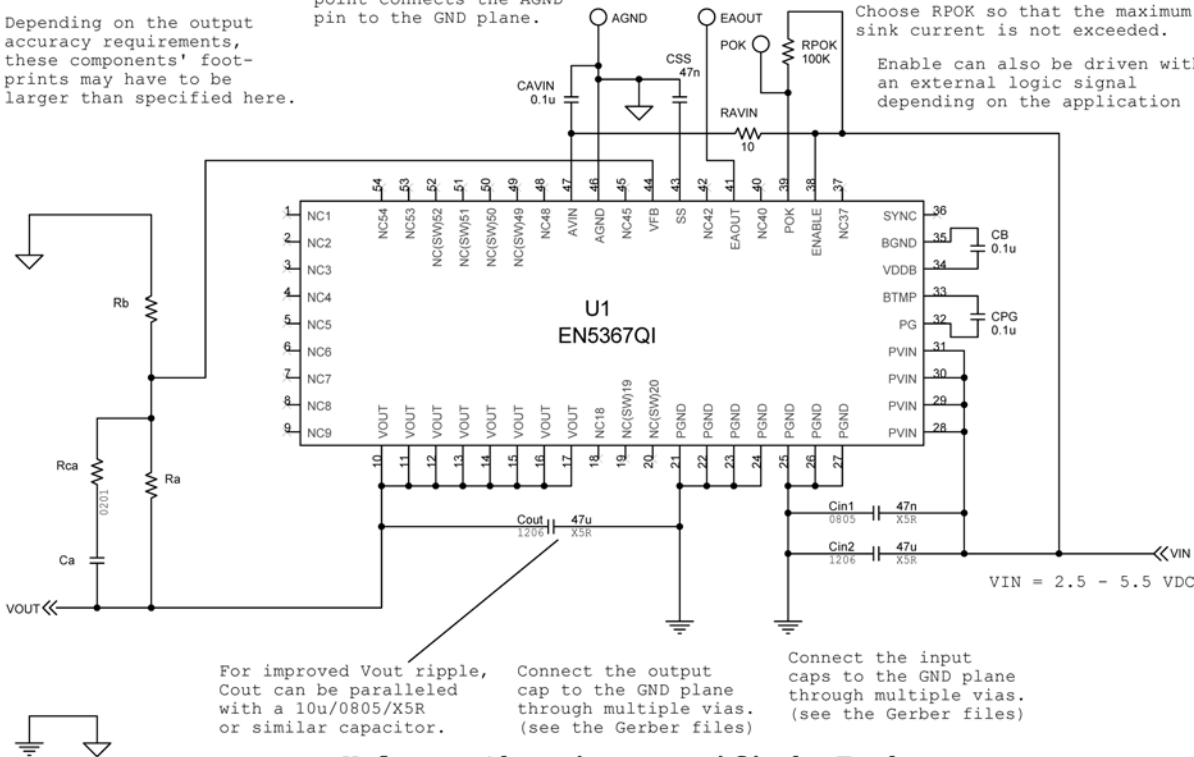 Depending on the output
accuracy requirements,
these components' foot-
prints may have to be
larger than specified here.
point connects the AGND
pin to the GND plane.
AGND
EAOUT
POK
RPOK
100K
Choose RPOK so that the maximum
sink current is not exceeded.
Enable can also be driven with
an external logic signal
depending on the application
CAVIN
0.1u
CSS
47n
RAVIN
10
54
53
52
51
50
49
48
47
46
45
44
43
42
41
40
39
38
37
NC54
NC53
NC(SW)52
NC(SW)51
NC(SW)50
NC(SW)49
NC48
AVIN
AGND
NC45
VFB
SS
NC42
EAOUT
NC40
POK
ENABLE
NC37
1 NC1
2 NC2
3 NC3
4 NC4
5 NC5
6 NC6
7 NC7
8 NC8
9 NC9
U1
EN5367QI
SYNC 36
BGND 35
VDDB 34
BTMP 33
PG 32
PVIN 31
PVIN 30
PVIN 29
PVIN 28
CB
0.1u
CPG
0.1u
VOUT
VOUT
VOUT
VOUT
VOUT
VOUT
VOUT
VOUT
NC18
NC(SW)19
NC(SW)20
PGND
PGND
PGND
PGND
PGND
PGND
PGND
10
11
12
13
14
15
16
17
18
19
20
21
22
23
24
25
26
27
Rb
Rca
0201
Ra
Ca
VOUT
Cout 47u
1206 X5R
Cin1 47n
0805 X5R
Cin2 47u
1206 X5R
VIN
VIN = 2.5 - 5.5 VDC
For improved Vout ripple,
Cout can be paralleled
with a 10u/0805/X5R
or similar capacitor.
Connect the output
cap to the GND plane
through multiple vias.
(see the Gerber files)
Connect the input
caps to the GND plane
through multiple vias.
(see the Gerber files)